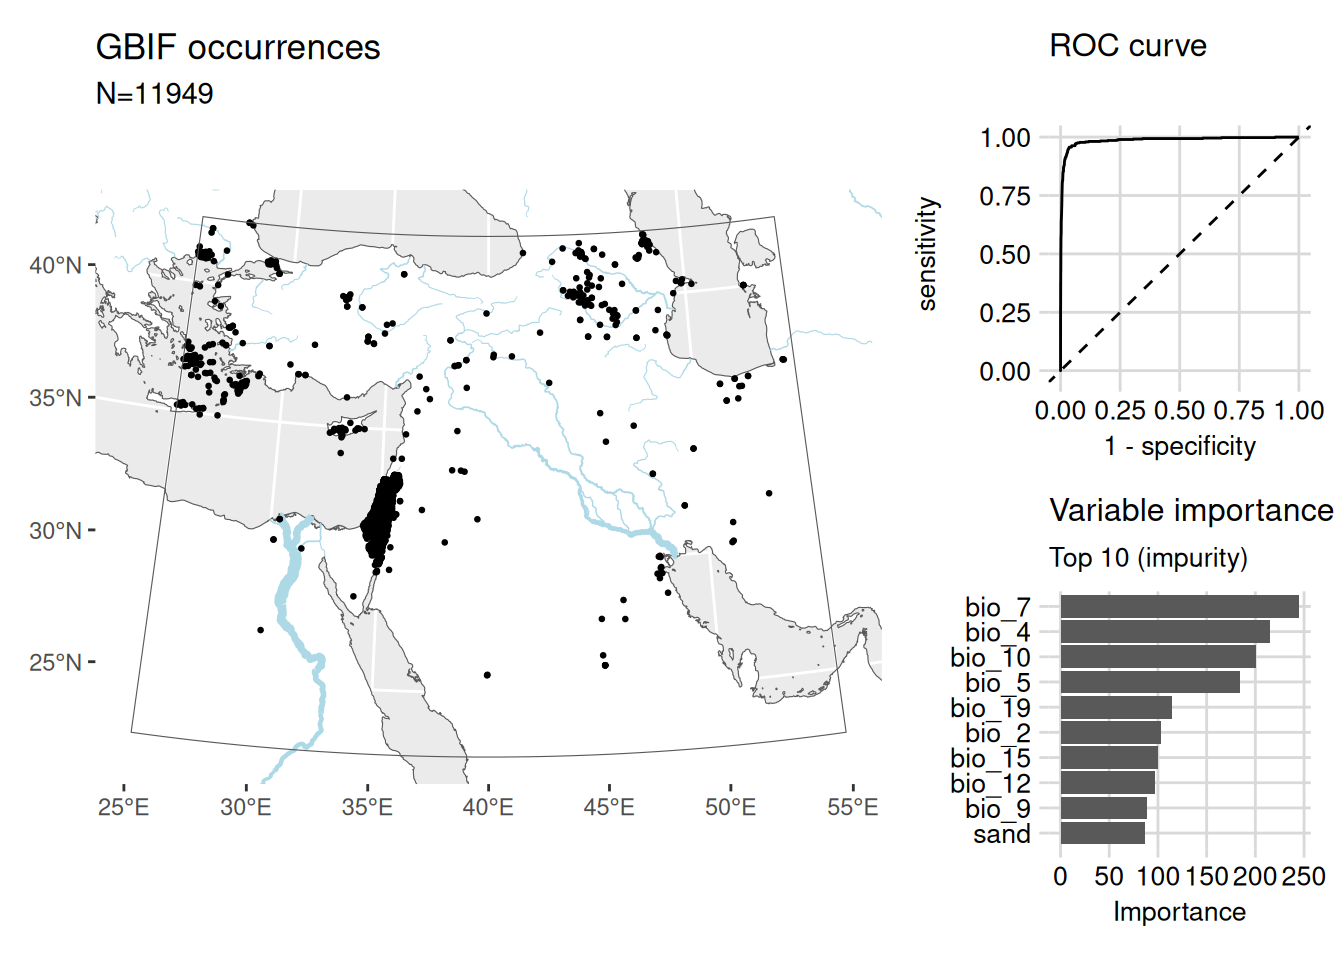 GBIF occurrences
N=11949
40°N
35°N
30°N
25°N
25°E 30°E 35°E 40°E 45°E 50°E 55°E
ROC curve
sensitivity
1.00
0.75
0.50
0.25
0.00
0.00 0.25 0.50 0.75 1.00
1 - specificity
Variable importance
Top 10 (impurity)
bio_7
bio_4
bio_10
bio_5
bio_19
bio_2
bio_15
bio_12
bio_9
sand
0 50 100 150 200 250
Importance